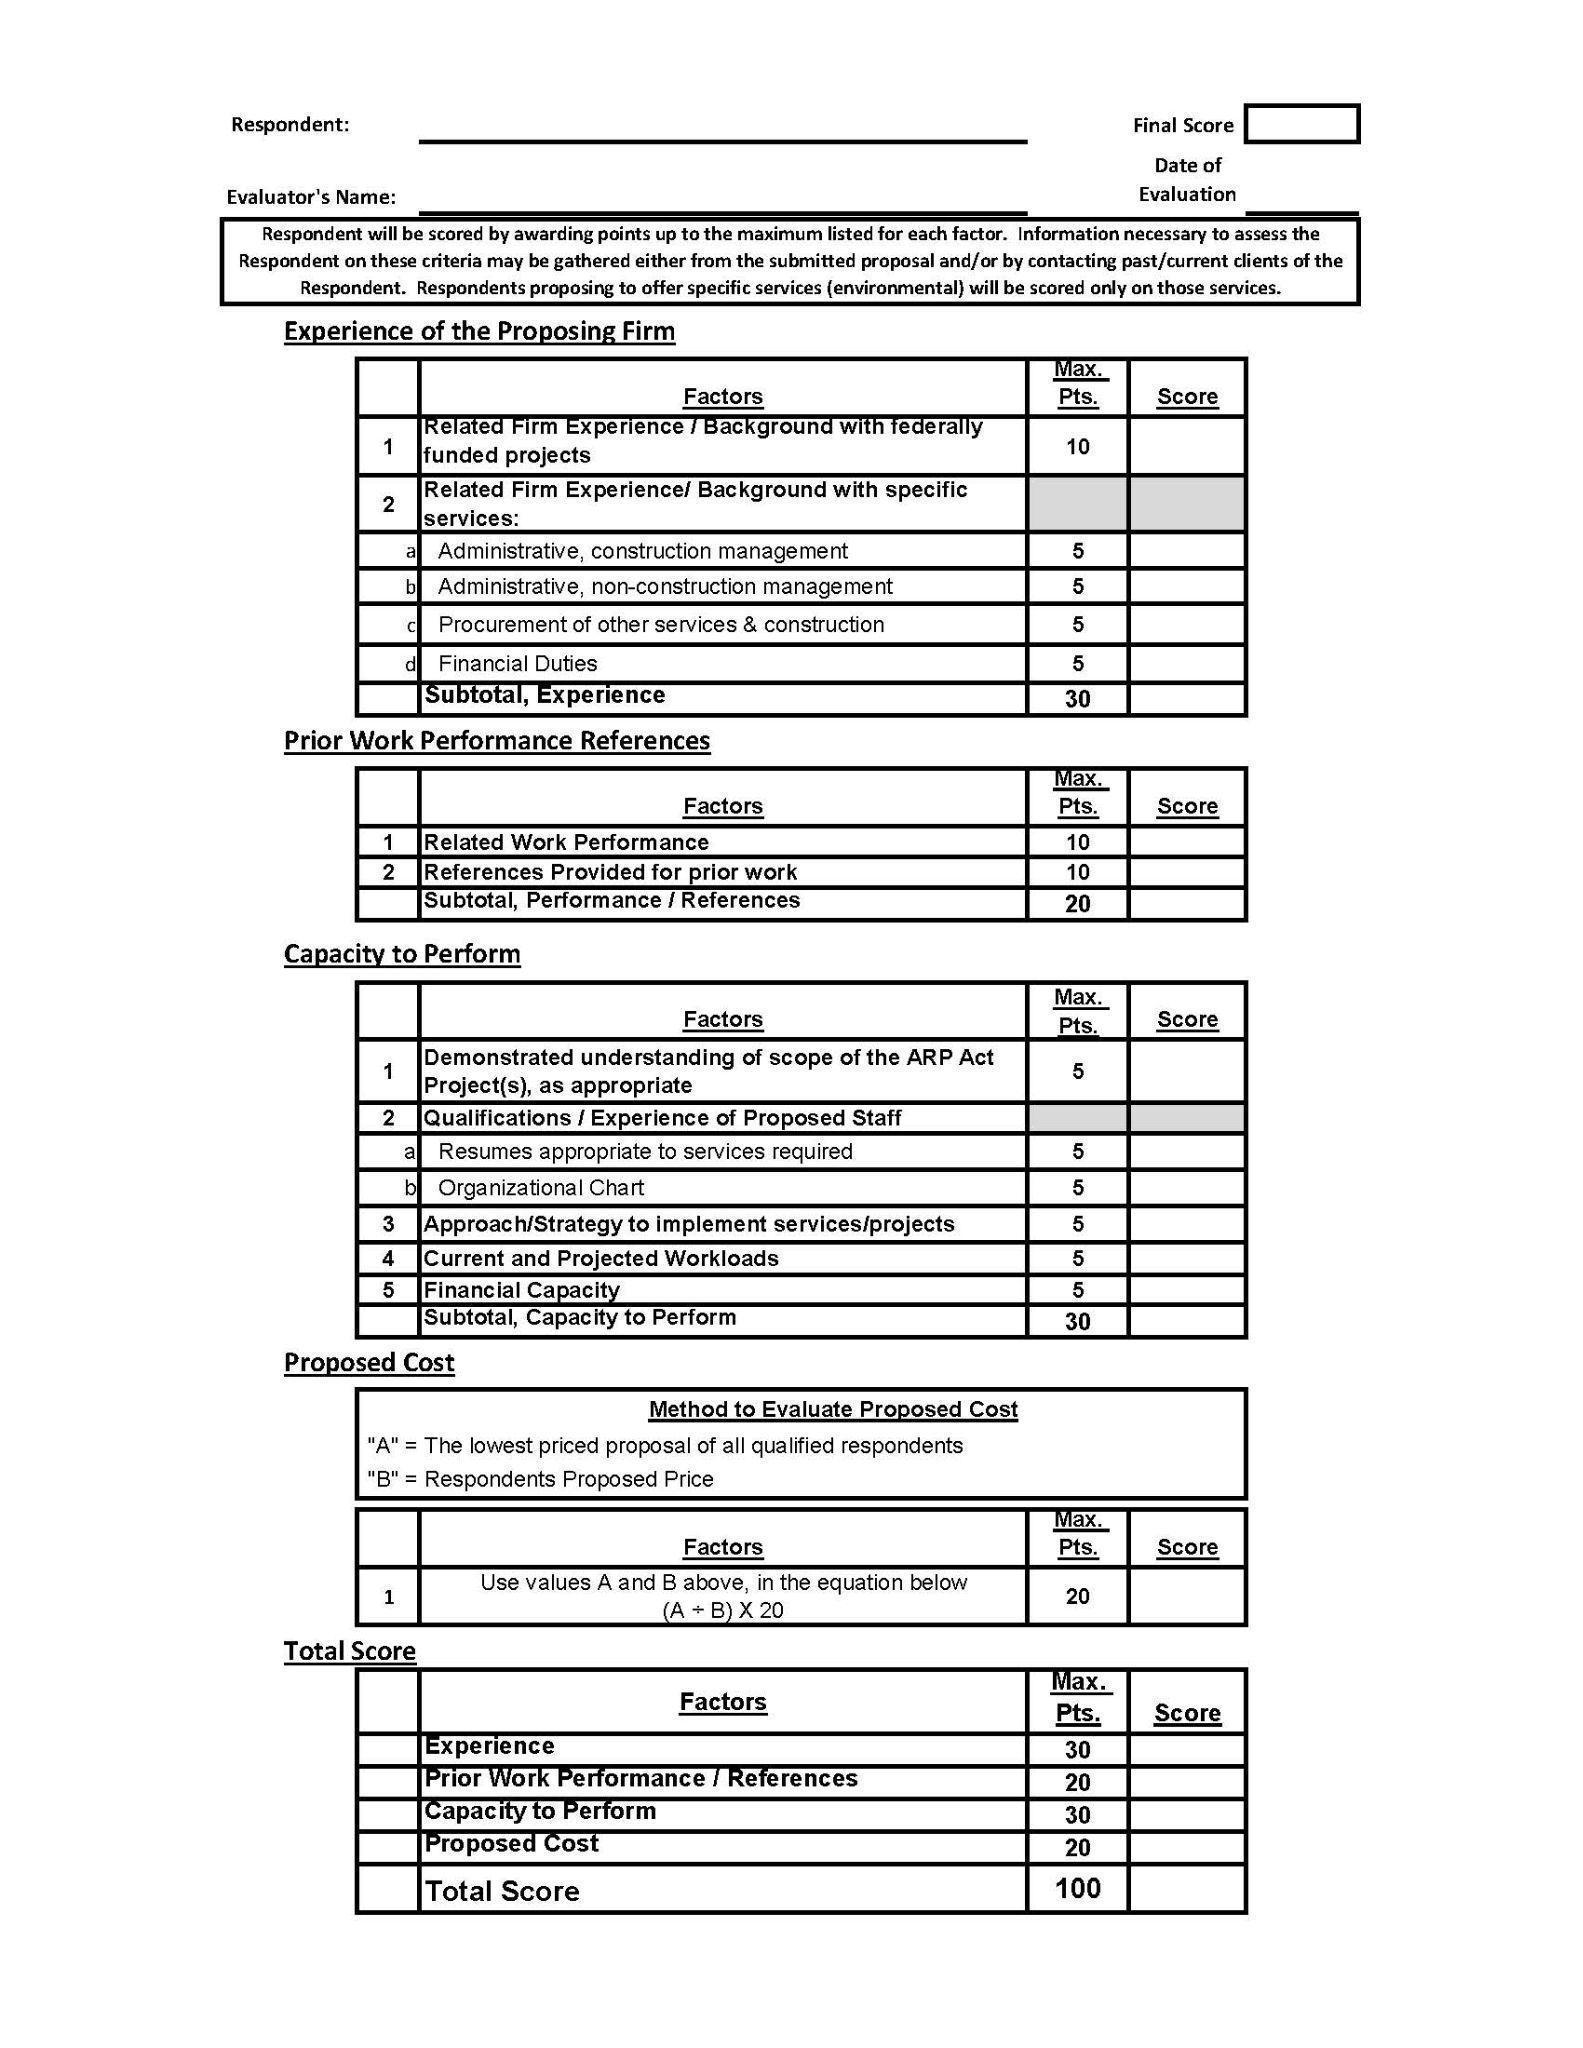 Respondent:
Final Score
Date of
Evaluator's Name:
Evaluation
Respondent will be scored by awarding points up to the maximum listed for each factor.  Information necessary to assess the
Respondent on these criteria may be gathered either from the submitted proposal and/or by contacting past/current clients of the
Respondent.  Respondents proposing to offer specific services (environmental) will be scored only on those services.
Experience of the Proposing Firm
Max.
Factors Pts. Score
1 Related Firm Experience / Background with federally
funded projects 10
2 Related Firm Experience/ Background with specific
services:
a Administrative, construction management 5
b Administrative, non-construction management 5
c Procurement of other services & construction 5
d Financial Duties 5
Subtotal, Experience 30
Prior Work Performance References
Max.
Factors Pts. Score
1 Related Work Performance 10
2 References Provided for prior work 10
Subtotal, Performance / References 20
Capacity to Perform
Max.
Factors Pts. Score
1 Demonstrated understanding of scope of the ARP Act
Project(s), as appropriate 5
2 Qualifications / Experience of Proposed Staff
a Resumes appropriate to services required 5
b Organizational Chart 5
3 Approach/Strategy to implement services/projects 5
4 Current and Projected Workloads 5
5 Financial Capacity 5
Subtotal, Capacity to Perform 30
Proposed Cost
Method to Evaluate Proposed Cost
"A" = The lowest priced proposal of all qualified respondents
"B" = Respondents Proposed Price
Max.
Factors Pts. Score
1 Use values A and B above, in the equation below
(A ÷ B) X 20 20
Total Score
Max.
Factors Pts. Score
Experience 30
Prior Work Performance / References 20
Capacity to Perform 30
Proposed Cost 20
Total Score 100